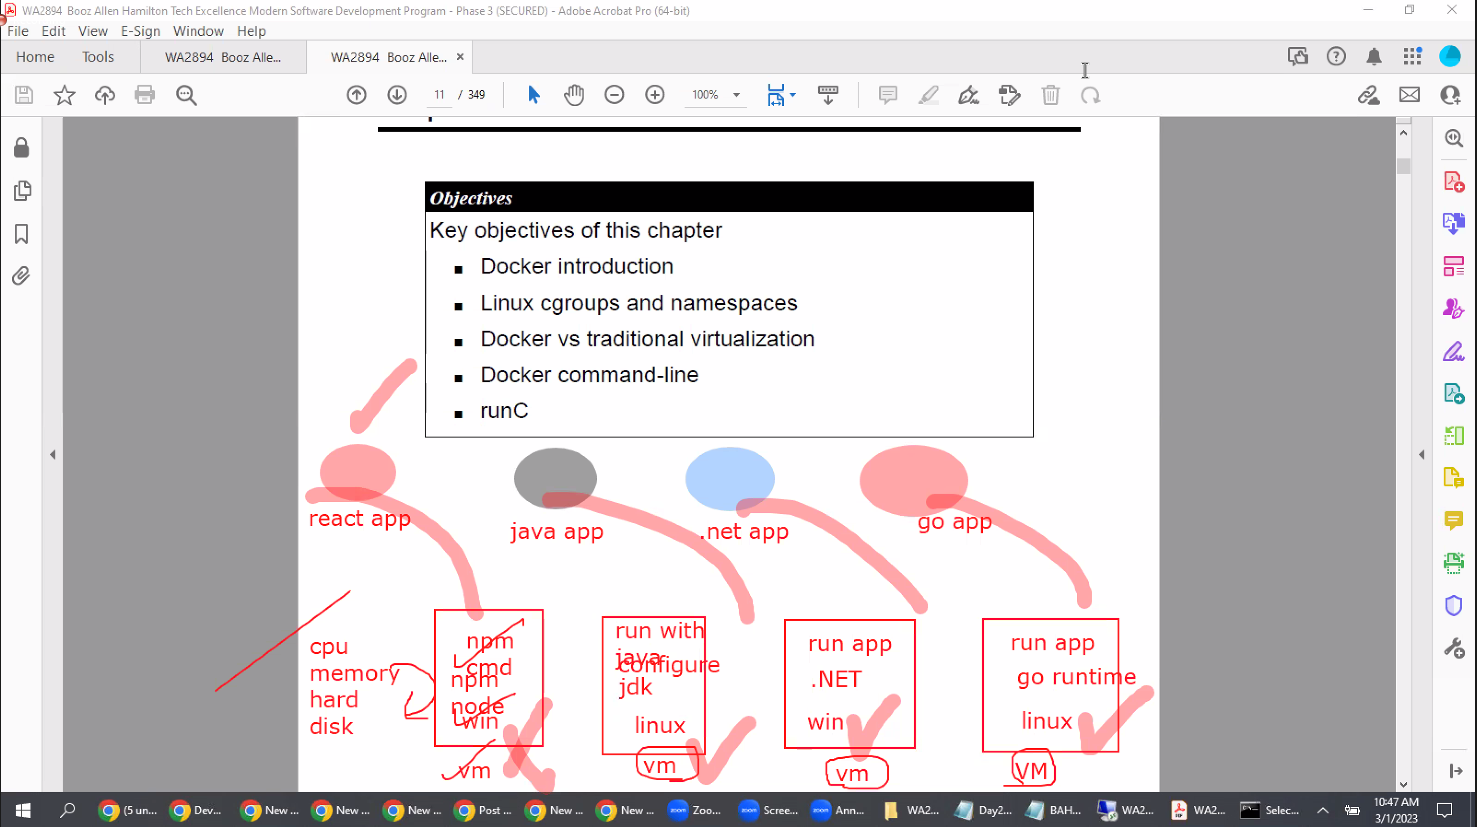 WA2894 Booz Allen Hamilton Tech Excellence Modern Software Development Program - Phase 3 (SECURED) - Adobe Acrobat Pro (64-bit)
File Edit View E-Sign Window Help
Home Tools WA2894 Booz Alle... WA2894 Booz Alle... ×
11 / 349 100%
Objectives
Key objectives of this chapter
■ Docker introduction
■ Linux cgroups and namespaces
■ Docker vs traditional virtualization
■ Docker command-line
■ runC
react app
java app
.net app
go app
cpu
memory
hard
disk
npm
cmd
npm
node
win
vm
run with
java
configure
jdk
linux
vm
run app
.NET
win
vm
run app
go runtime
linux
VM
(5 un... Dev... New ... New ... New ... Post ... New ... New ... Zoo... Scree... Ann... WA2... Day2... BAH... WA2... WA2... Selec...
10:47 AM
3/1/2023